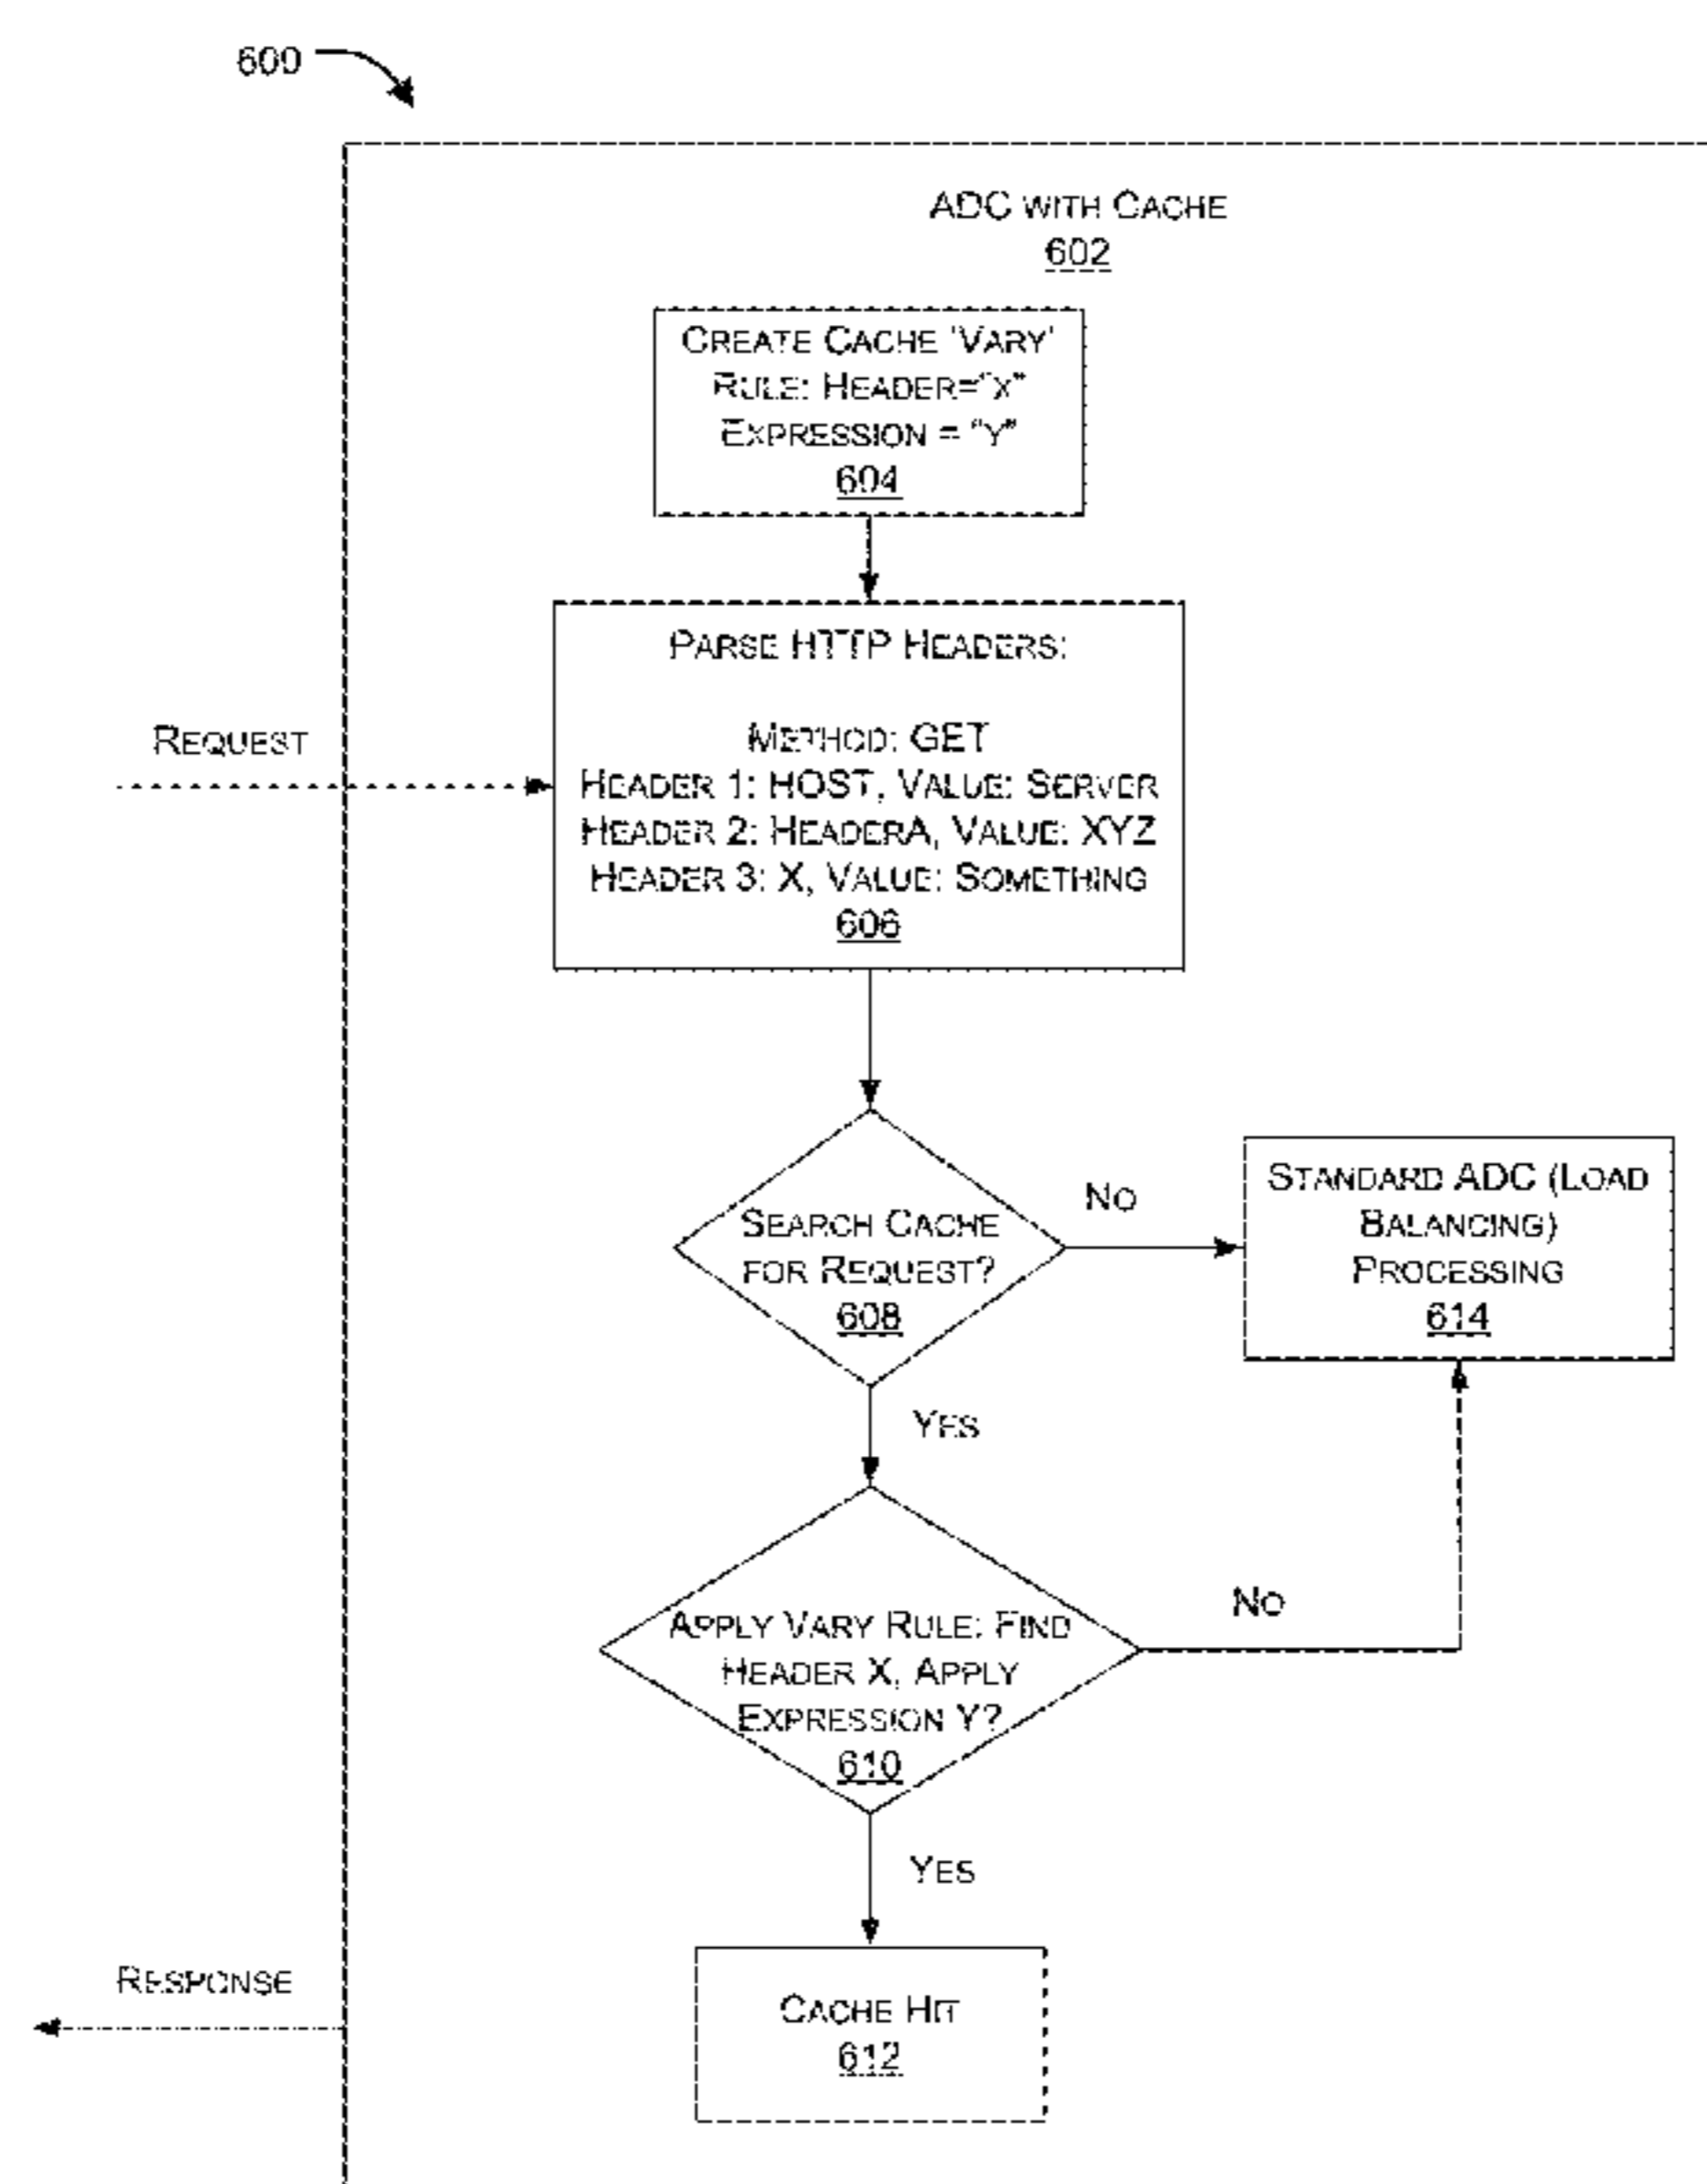 600
ADC WITH CACHE
602
CREATE CACHE 'VARY'
RULE: HEADER="X"
EXPRESSION = "Y"
604
PARSE HTTP HEADERS:
REQUEST
METHOD: GET
HEADER 1: HOST, VALUE: SERVER
HEADER 2: HEADERA, VALUE: XYZ
HEADER 3: X, VALUE: SOMETHING
606
SEARCH CACHE
FOR REQUEST?
608
NO
STANDARD ADC (LOAD
BALANCING)
PROCESSING
614
YES
APPLY VARY RULE: FIND
HEADER X, APPLY
EXPRESSION Y?
610
NO
YES
CACHE HIT
612
RESPONSE